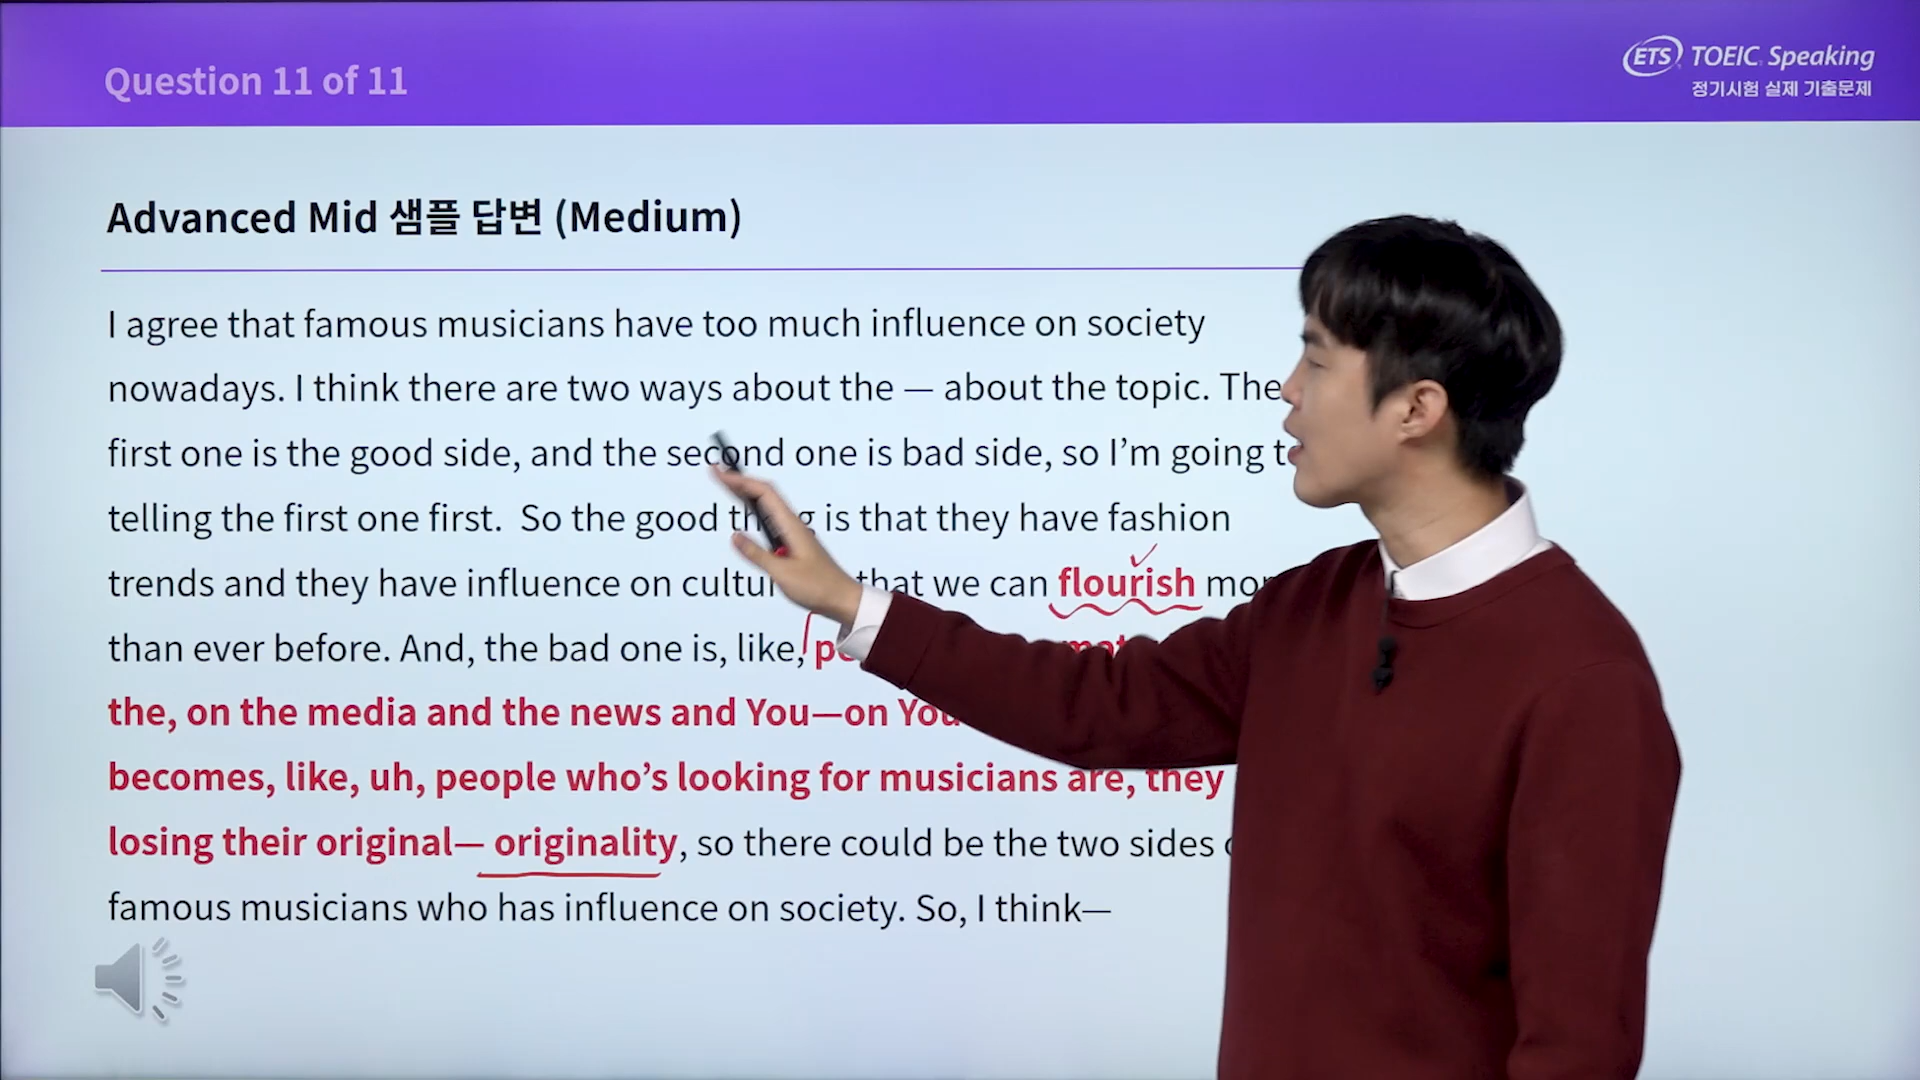 Question 11 of 11
ETS TOEIC Speaking
정기시험 실제 기출문제
Advanced Mid 샘플 답변 (Medium)
I agree that famous musicians have too much influence on society
nowadays. I think there are two ways about the — about the topic. The
first one is the good side, and the second one is bad side, so I’m going
telling the first one first. So the good is that they have fashion
trends and they have influence on that we can flourish
than ever before. And, the bad one is, like,
the, on the media and the news and You—on
becomes, like, uh, people who’s looking for musicians are, they
losing their original— originality, so there could be the two sides
famous musicians who has influence on society. So, I think—